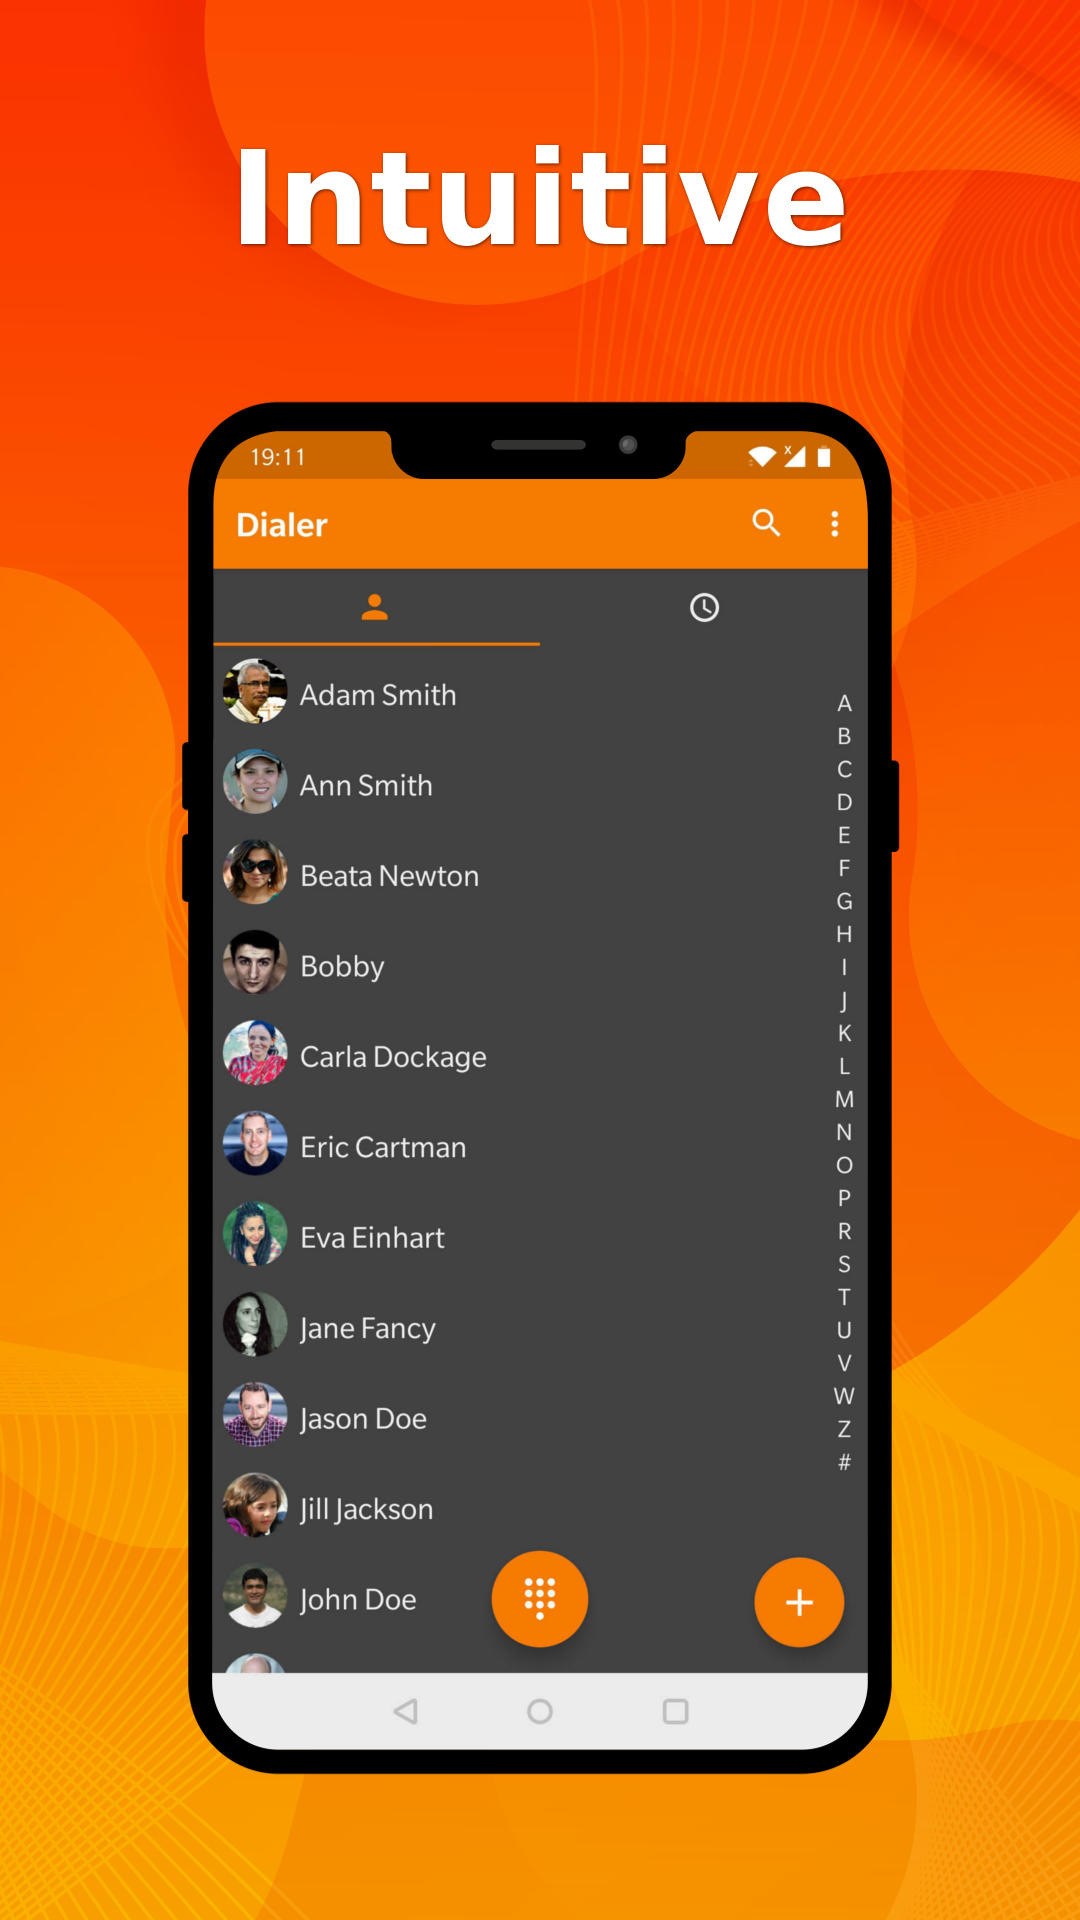 Intuitive
19:11
Dialer
Adam Smith
Ann Smith
Beata Newton
Bobby
Carla Dockage
Eric Cartman
Eva Einhart
Jane Fancy
Jason Doe
Jill Jackson
John Doe
A
B
C
D
E
F
G
H
I
J
K
L
M
N
O
P
R
S
T
U
V
W
Z
#